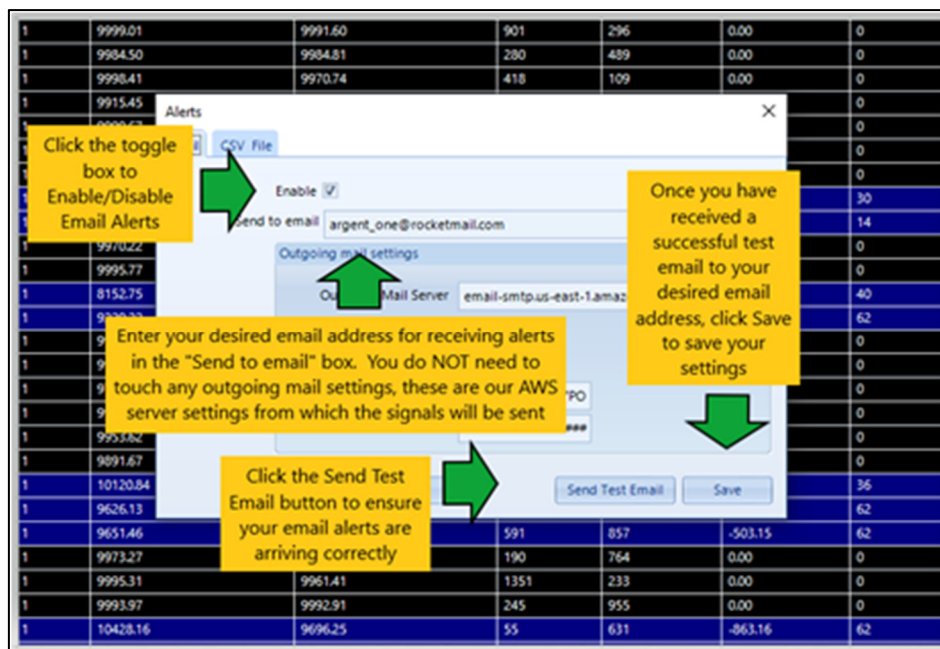 1 9999.01 9991.60 901 296 0.00 0
1 9984.50 9984.81 280 489 0.00 0
1 9998.41 9970.74 418 109 0.00 0
1 9915.45 0
Alerts
CSV File
Click the toggle
box to
Enable/Disable
Email Alerts
Enable
Send to email argent_one@rocketmail.com
Outgoing mail settings
Mail Server email-smtp.us-east-1.amaz
Once you have
received a
successful test
email to your
desired email
address, click Save
to save your
settings
Enter your desired email address for receiving alerts
in the "Send to email" box. You do NOT need to
touch any outgoing mail settings, these are our AWS
server settings from which the signals will be sent
Click the Send Test
Email button to ensure
your email alerts are
arriving correctly
Send Test Email Save
0
0
0
30
14
9970.22 0
9995.77 0
8152.75 40
62
0
0
0
0
9953.62 0
9891.67 0
1 10120.84 36
1 9626.13 62
1 9651.46 591 857 -503.15 62
1 9973.27 190 764 0.00 0
1 9995.31 9961.41 1351 233 0.00 0
1 9993.97 9992.91 245 955 0.00 0
1 10428.16 9696.25 55 631 -863.16 62